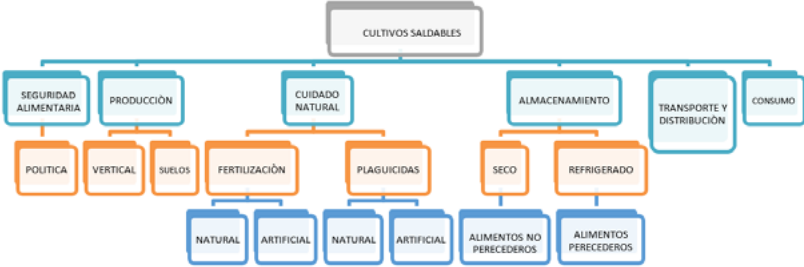 CULTIVOS SALDABLES
SEGURIDAD
ALIMENTARIA
PRODUCCIÒN
CUIDADO
NATURAL
ALMACENAMIENTO
TRANSPORTE Y
DISTRIBUCIÒN
CONSUMO
POLITICA
VERTICAL
SUELOS
FERTILIZACIÒN
PLAGUICIDAS
SECO
REFRIGERADO
NATURAL
ARTIFICIAL
NATURAL
ARTIFICIAL
ALIMENTOS NO
PERECEDEROS
ALIMENTOS
PERECEDEROS